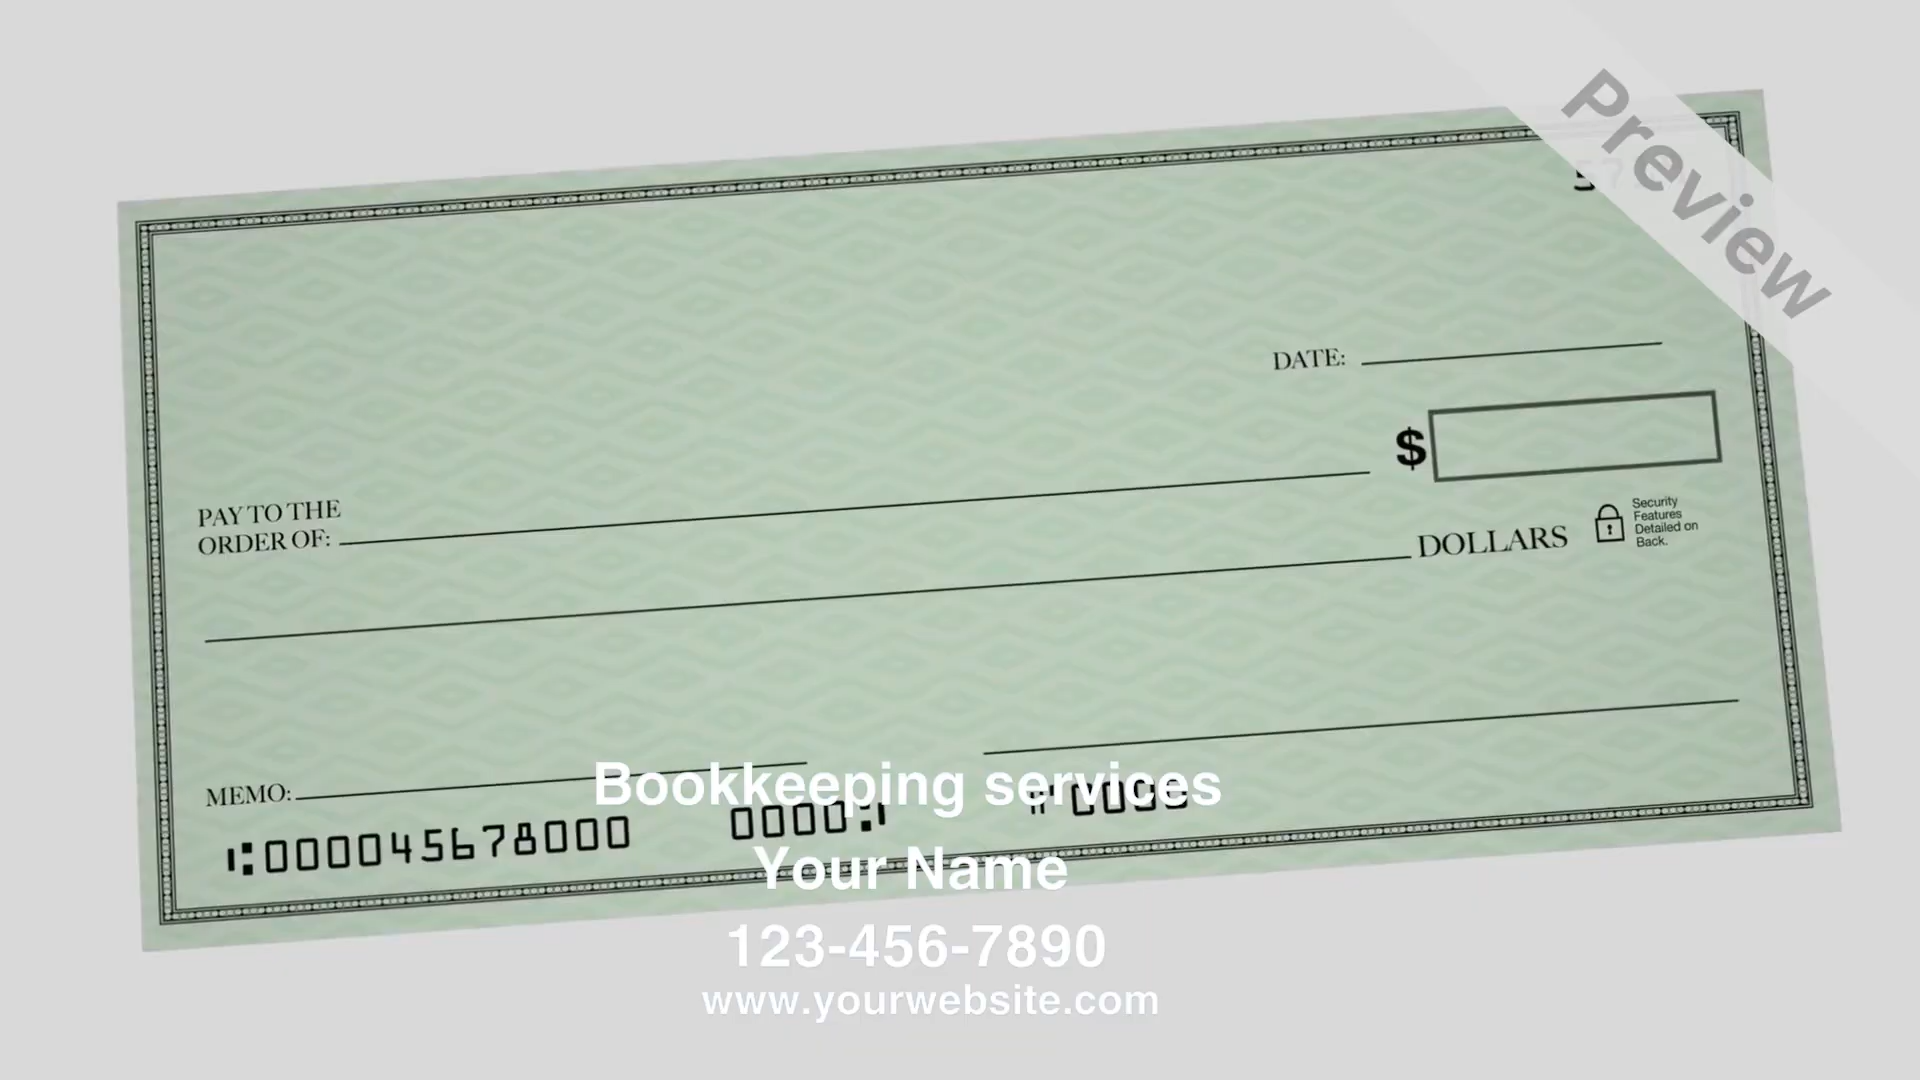 Preview
DATE:
$
PAY TO THE
ORDER OF:
DOLLARS
Security
Features
Detailed on
Back.
MEMO:
Bookkeeping services
⑆000045678000 0000⑆
Your Name
123-456-7890
www.yourwebsite.com